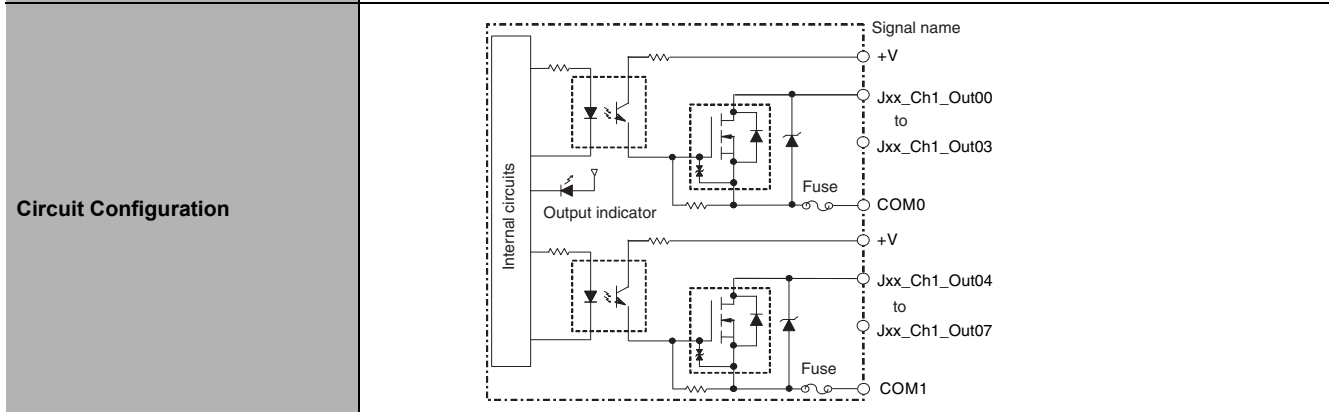 Circuit Configuration
Signal name
+V
Jxx_Ch1_Out00
to
Jxx_Ch1_Out03
Fuse
COM0
Internal circuits
Output indicator
+V
Jxx_Ch1_Out04
to
Jxx_Ch1_Out07
Fuse
COM1